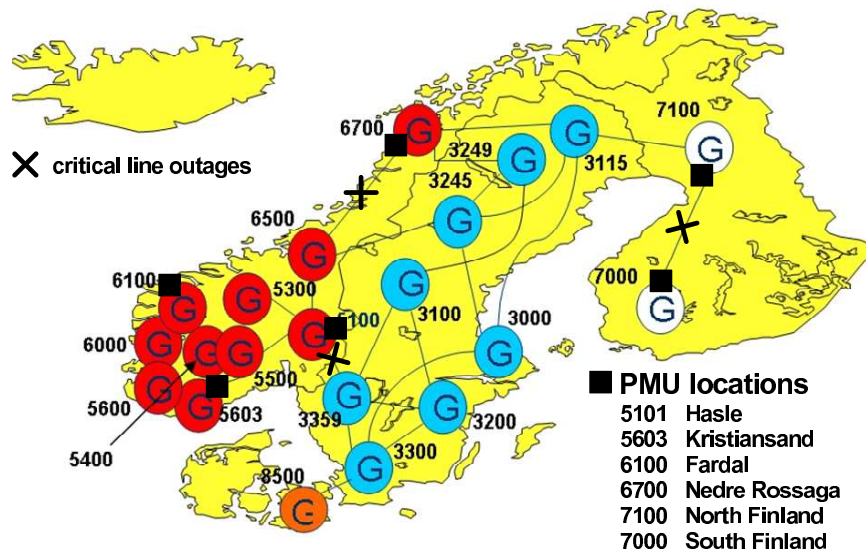 7100
6700
G
G
G
3249
G
3115
critical line outages
3245
G
6500
G
6100
G
5300
7000
G
G
G
3100
3000
5100
G
6000
G
G
G
G
PMU locations
G
5500
G
G
5101 Hasle
5600
G
5603
3359
3200
5603 Kristiansand
5400
3300
6100 Fardal
8500
G
6700 Nedre Rossaga
G
7100 North Finland
7000 South Finland